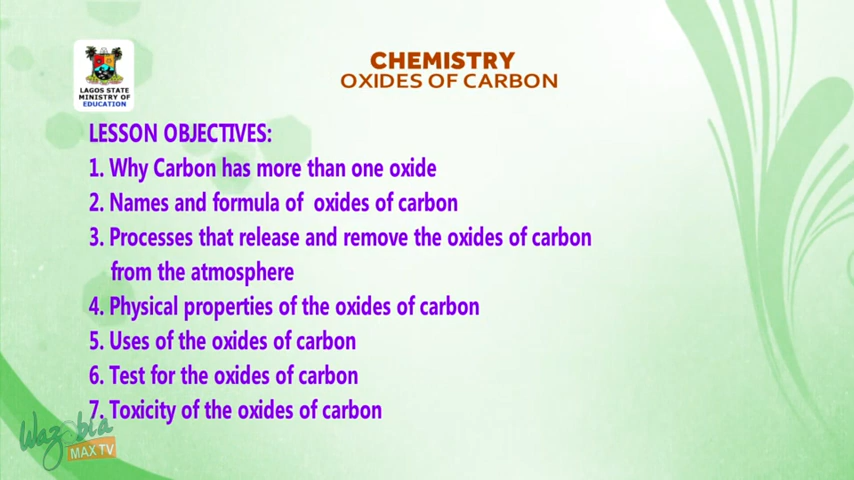 CHEMISTRY
OXIDES OF CARBON
LAGOS STATE
MINISTRY OF
EDUCATION
LESSON OBJECTIVES:
1. Why Carbon has more than one oxide
2. Names and formula of oxides of carbon
3. Processes that release and remove the oxides of carbon
from the atmosphere
4. Physical properties of the oxides of carbon
5. Uses of the oxides of carbon
6. Test for the oxides of carbon
7. Toxicity of the oxides of carbon
Wazobia
MAX TV